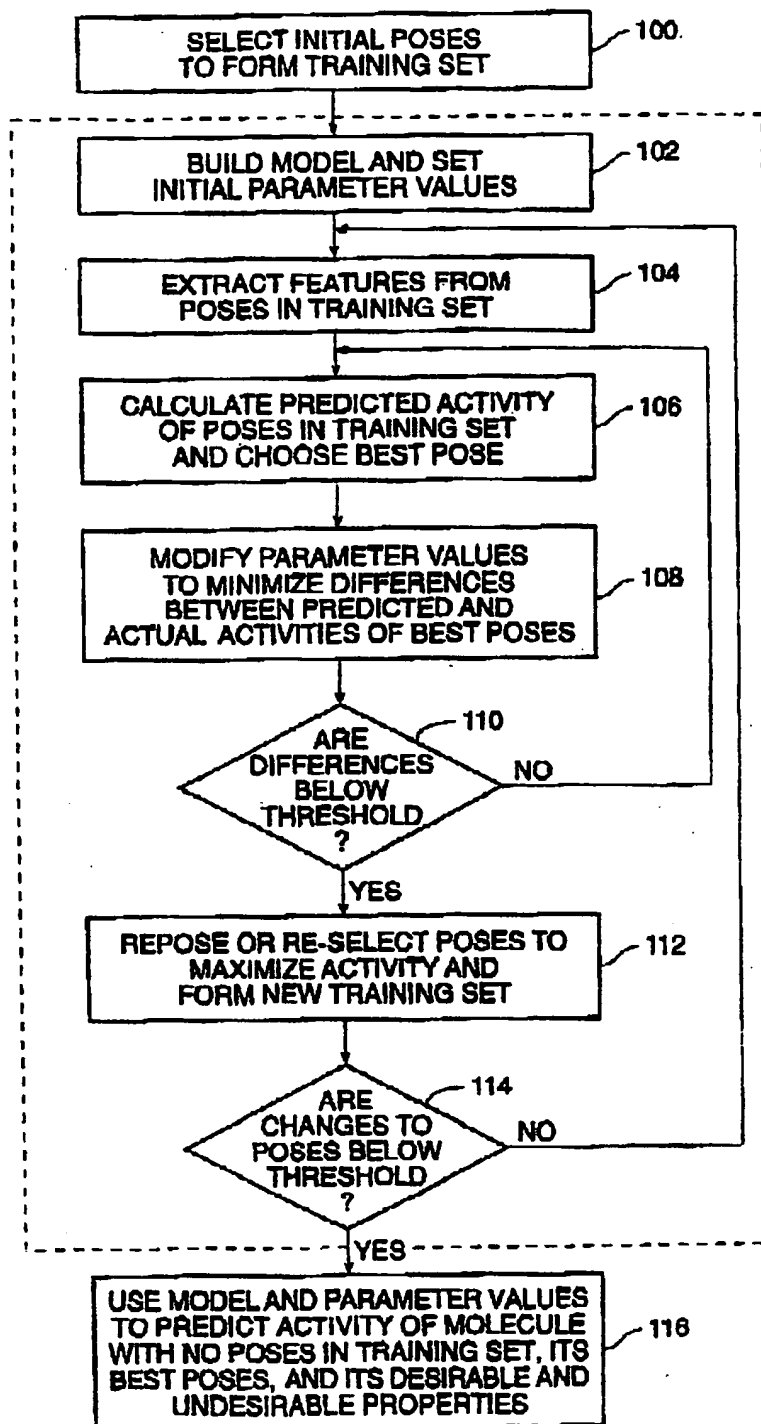 SELECT INITIAL POSES
TO FORM TRAINING SET
100
BUILD MODEL AND SET
INITIAL PARAMETER VALUES
102
EXTRACT FEATURES FROM
POSES IN TRAINING SET
104
CALCULATE PREDICTED ACTIVITY
OF POSES IN TRAINING SET
AND CHOOSE BEST POSE
106
MODIFY PARAMETER VALUES
TO MINIMIZE DIFFERENCES
BETWEEN PREDICTED AND
ACTUAL ACTIVITIES OF BEST POSES
108
110
ARE
DIFFERENCES
BELOW
THRESHOLD
?
NO
YES
REPOSE OR RE-SELECT POSES TO
MAXIMIZE ACTIVITY AND
FORM NEW TRAINING SET
112
114
ARE
CHANGES TO
POSES BELOW
THRESHOLD
?
NO
YES
USE MODEL AND PARAMETER VALUES
TO PREDICT ACTIVITY OF MOLECULE
WITH NO POSES IN TRAINING SET, ITS
BEST POSES, AND ITS DESIRABLE AND
UNDESIRABLE PROPERTIES
116